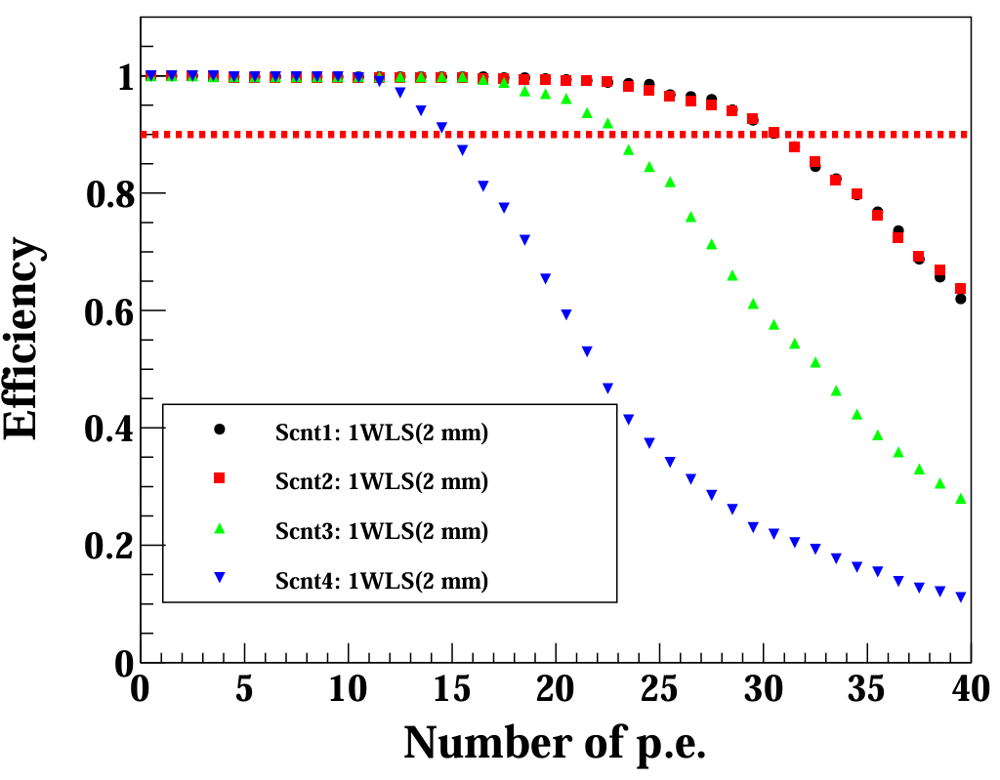 Efficiency
1
0.8
0.6
0.4
0.2
0
Scnt1: 1WLS(2 mm)
Scnt2: 1WLS(2 mm)
Scnt3: 1WLS(2 mm)
Scnt4: 1WLS(2 mm)
0 5 10 15 20 25 30 35 40
Number of p.e.